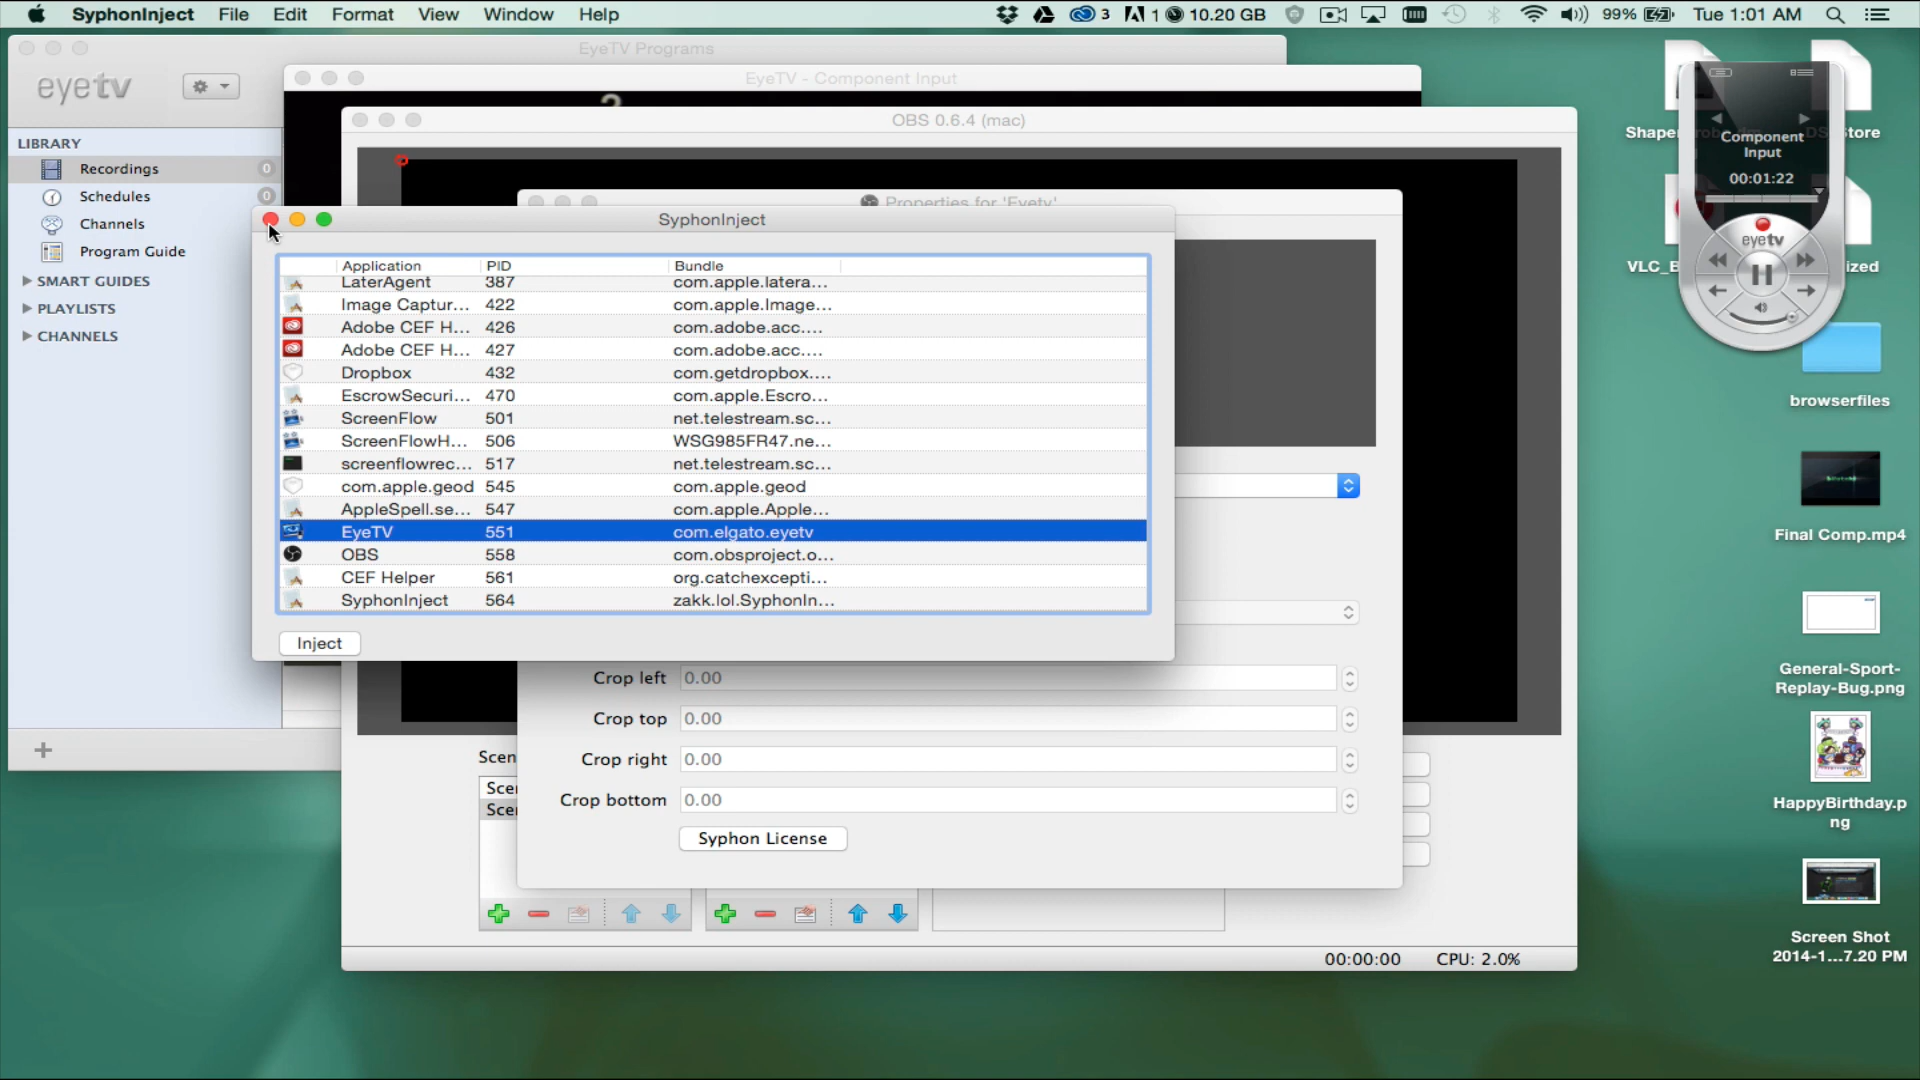 SyphonInject File Edit Format View Window Help 3 1 10.20 GB 99% Tue 1:01 AM
EyeTV Programs
eyetv
EyeTV - Component Input
OBS 0.6.4 (mac)
LIBRARY
Recordings 0
Schedules 0
Channels
Program Guide
SMART GUIDES
PLAYLISTS
CHANNELS
Properties for 'Eyetv'
SyphonInject
Application PID Bundle
LaterAgent 387 com.apple.latera...
Image Captur... 422 com.apple.Image...
Adobe CEF H... 426 com.adobe.acc....
Adobe CEF H... 427 com.adobe.acc....
Dropbox 432 com.getdropbox....
EscrowSecuri... 470 com.apple.Escro...
ScreenFlow 501 net.telestream.sc...
ScreenFlowH... 506 WSG985FR47.ne...
screenflowrec... 517 net.telestream.sc...
com.apple.geod 545 com.apple.geod
AppleSpell.se... 547 com.apple.Apple...
EyeTV 551 com.elgato.eyetv
OBS 558 com.obsproject.o...
CEF Helper 561 org.catchexcepti...
SyphonInject 564 zakk.lol.SyphonIn...
Inject
Crop left 0.00
Crop top 0.00
Crop right 0.00
Crop bottom 0.00
Syphon License
Scen
Scen
Scen
00:00:00 CPU: 2.0%
Component
Input
00:01:22
eyetv
browserfiles
Final Comp.mp4
General-Sport-
Replay-Bug.png
HappyBirthday.p
ng
Screen Shot
2014-1...7.20 PM